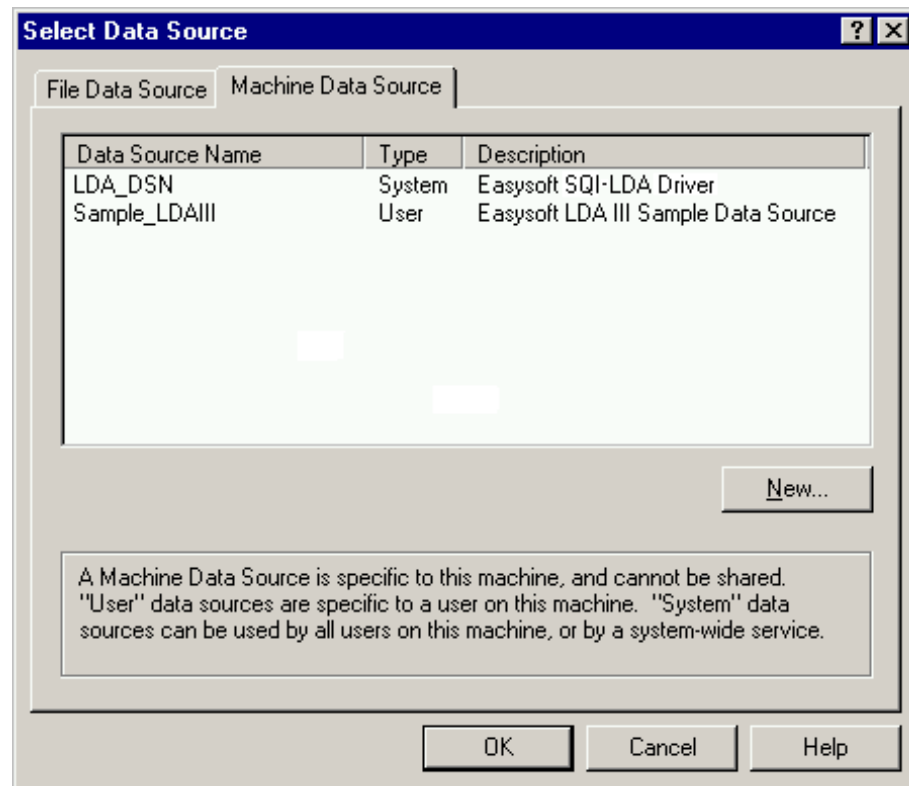 Select Data Source
File Data Source Machine Data Source
Data Source Name Type Description
LDA_DSN System Easysoft SQI-LDA Driver
Sample_LDAIII User Easysoft LDA III Sample Data Source
New...
A Machine Data Source is specific to this machine, and cannot be shared.
"User" data sources are specific to a user on this machine. "System" data
sources can be used by all users on this machine, or by a system-wide service.
OK Cancel Help